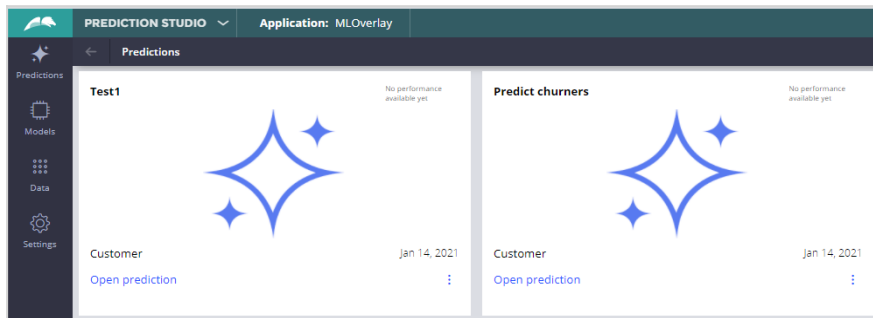 PREDICTION STUDIO
Application: MLOverlay
Predictions
Predictions
Models
Data
Settings
Test1
No performance
available yet
Customer
Jan 14, 2021
Open prediction
Predict churners
No performance
available yet
Customer
Jan 14, 2021
Open prediction